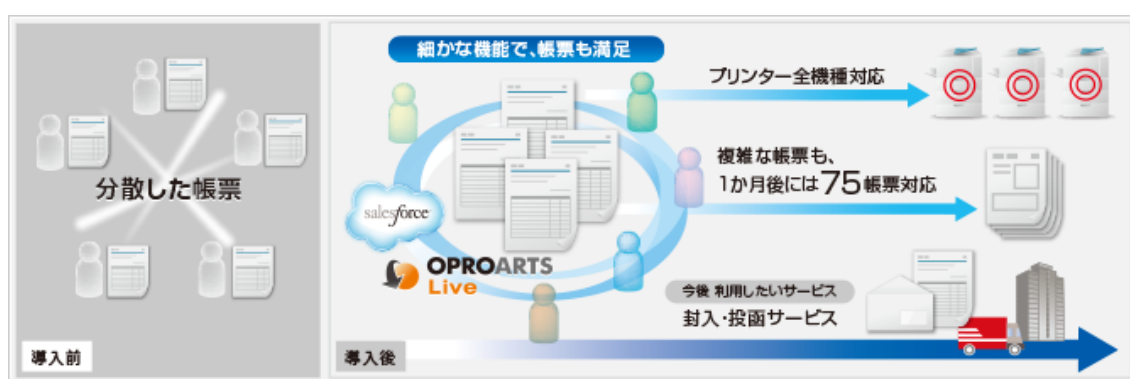 分散した帳票
導入前
細かな機能で、帳票も満足
salesforce
OPROARTS
Live
プリンター全機種対応
複雑な帳票も、
1か月後には75帳票対応
今後 利用したいサービス
封入・投函サービス
導入後